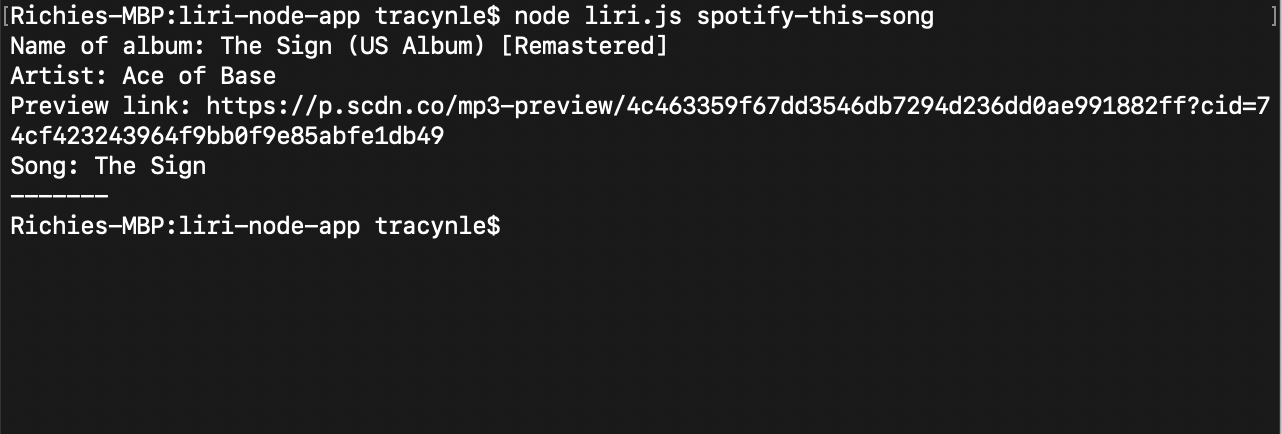 [Richies-MBP:liri-node-app tracynle$ node liri.js spotify-this-song ]
Name of album: The Sign (US Album) [Remastered]
Artist: Ace of Base
Preview link: https://p.scdn.co/mp3-preview/4c463359f67dd3546db7294d236dd0ae991882ff?cid=7
4cf423243964f9bb0f9e85abfe1db49
Song: The Sign
-------
Richies-MBP:liri-node-app tracynle$